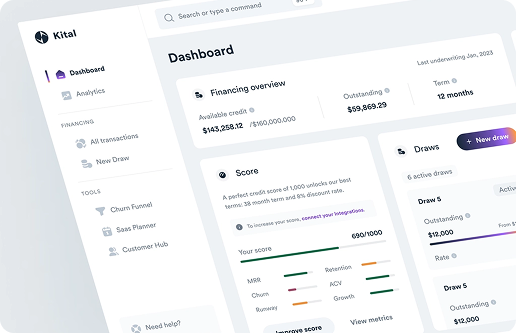 Kital
Search or type a command
Dashboard
Analytics
FINANCING
All transactions
New Draw
TOOLS
Churn Funnel
Saas Planner
Customer Hub
Need help?
Dashboard
Financing overview
Last underwriting Jan, 2023
Available credit
$143,258.12 /$160,000.000
Outstanding
$59,869.29
Term
12 months
Score
A perfect credit score of 1,000 unlocks our best
terms: 38 month term and 8% discount rate.
To increase your score, connect your integrations.
Your score
690/1000
MRR
Retention
Churn
ACV
Runway
Growth
Improve score
View metrics
Draws
+ New draw
6 active draws
Draw 5
Active
Outstanding
$12,000
From
Rate
Draw 5
Outstanding
$12,000